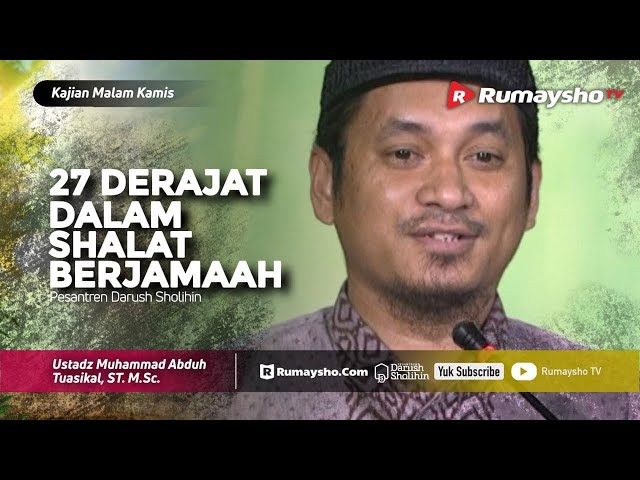 Kajian Malam Kamis
Rumaysho TV
27 DERAJAT
DALAM
SHALAT
BERJAMAAH
Pesantren Darush Sholihin
Ustadz Muhammad Abduh
Tuasikal, ST. M.Sc.
R Rumaysho.Com
Darush
Sholihin
Yuk Subscribe
Rumaysho TV